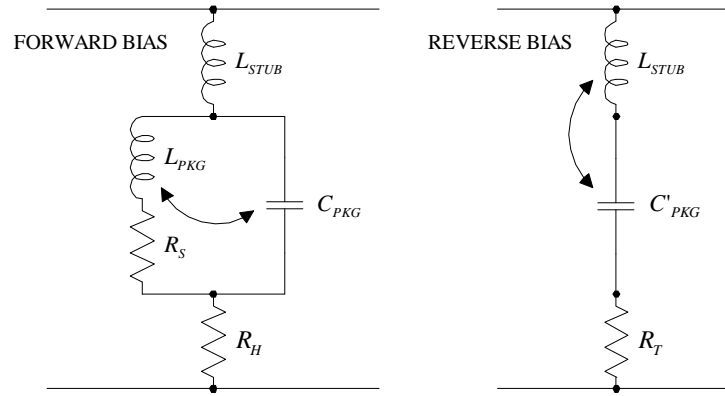 FORWARD BIAS
L_STUB
L_PKG
C_PKG
R_S
R_H
REVERSE BIAS
L_STUB
C'_PKG
R_T